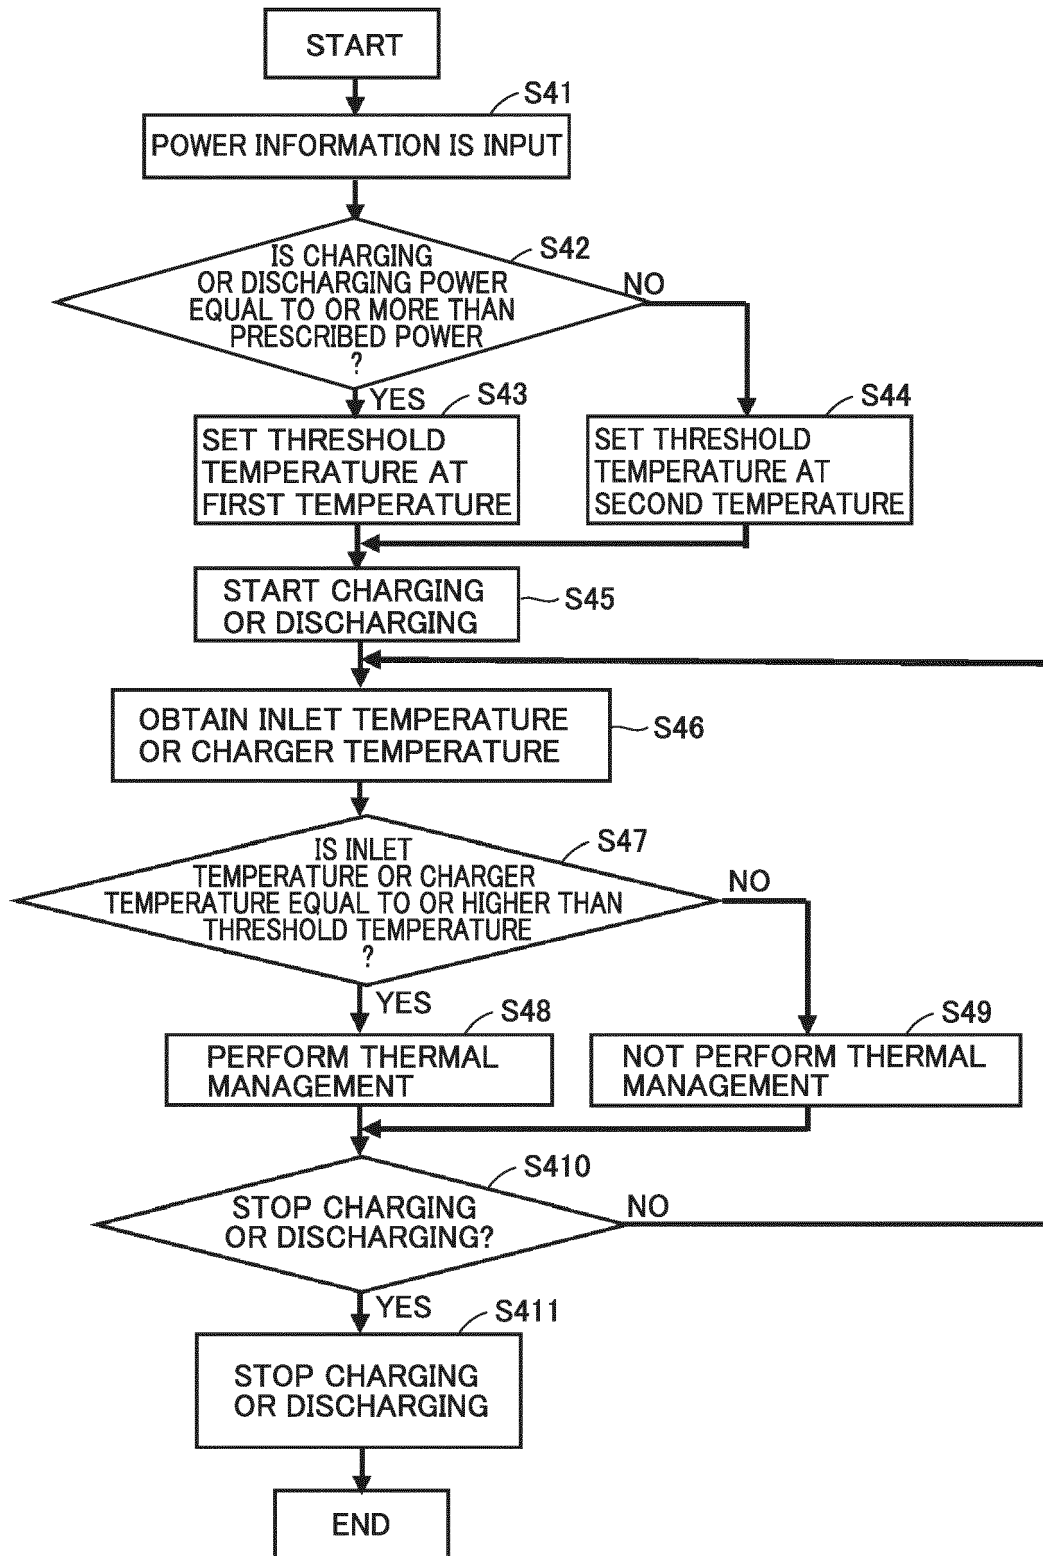 START
S41
POWER INFORMATION IS INPUT
S42
IS CHARGING
OR DISCHARGING POWER
EQUAL TO OR MORE THAN
PRESCRIBED POWER
?
NO
YES
S43
SET THRESHOLD
TEMPERATURE AT
FIRST TEMPERATURE
S44
SET THRESHOLD
TEMPERATURE AT
SECOND TEMPERATURE
START CHARGING
OR DISCHARGING
S45
OBTAIN INLET TEMPERATURE
OR CHARGER TEMPERATURE
S46
S47
IS INLET
TEMPERATURE OR CHARGER
TEMPERATURE EQUAL TO OR HIGHER THAN
THRESHOLD TEMPERATURE
?
NO
YES
S48
PERFORM THERMAL
MANAGEMENT
S49
NOT PERFORM THERMAL
MANAGEMENT
S410
STOP CHARGING
OR DISCHARGING?
NO
YES
S411
STOP CHARGING
OR DISCHARGING
END